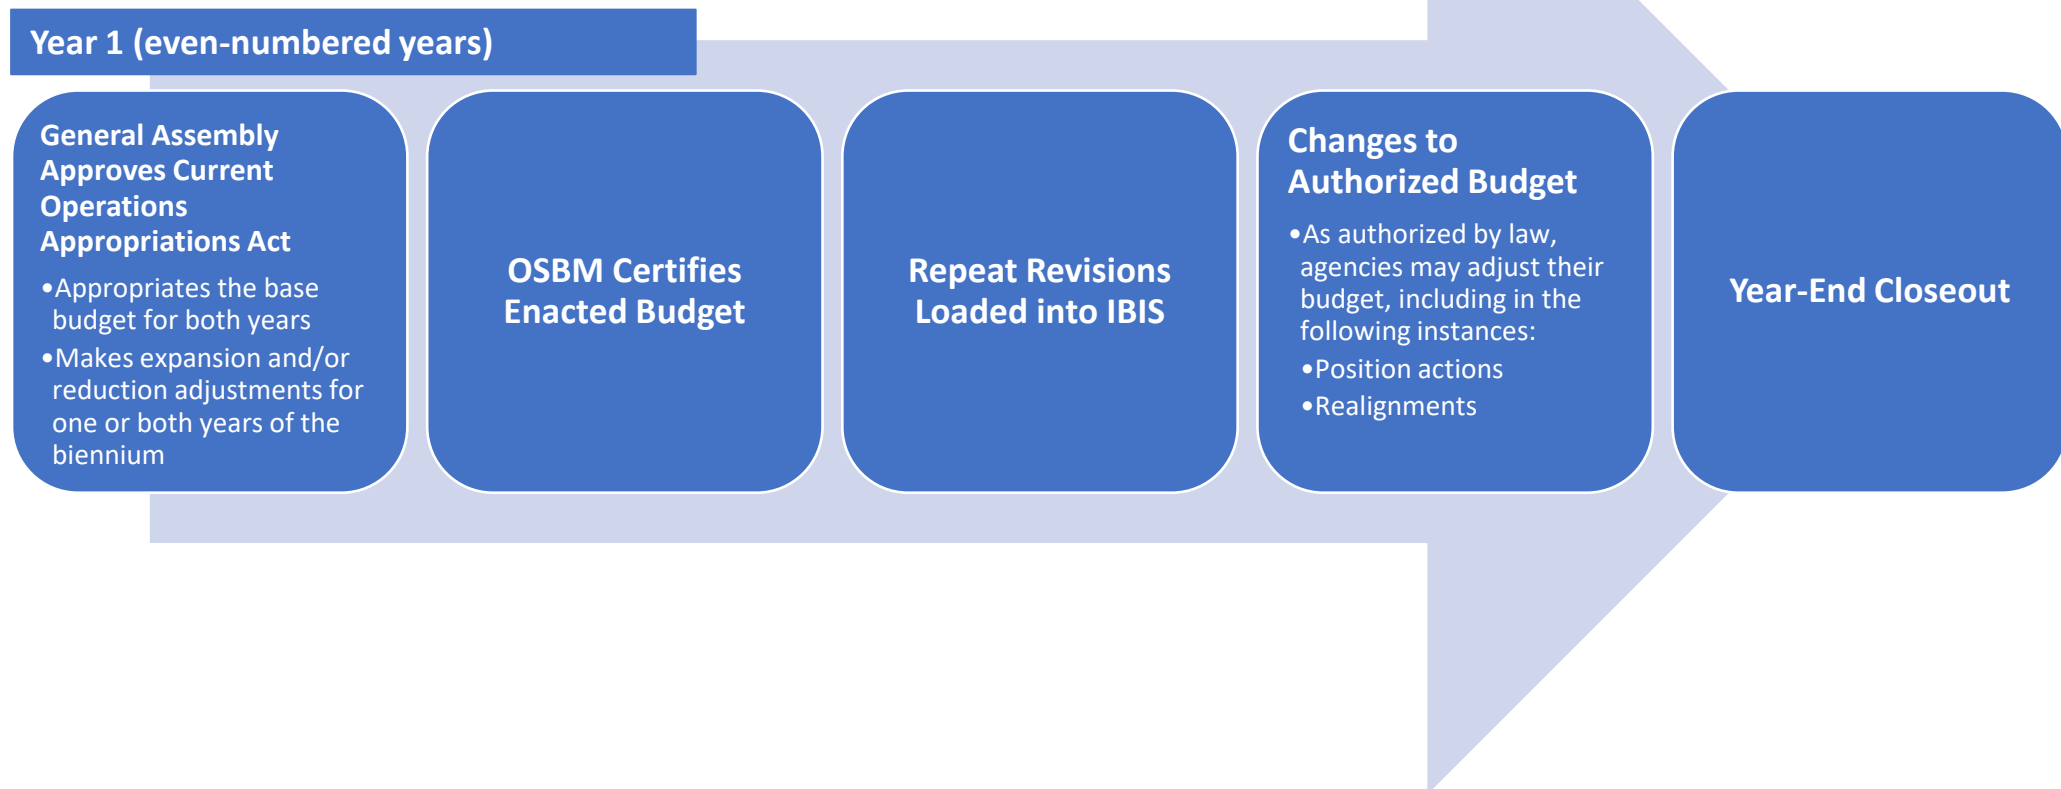 Year 1 (even-numbered years)
General Assembly
Approves Current
Operations
Appropriations Act
•Appropriates the base
budget for both years
•Makes expansion and/or
reduction adjustments for
one or both years of the
biennium
OSBM Certifies
Enacted Budget
Repeat Revisions
Loaded into IBIS
Changes to
Authorized Budget
•As authorized by law,
agencies may adjust their
budget, including in the
following instances:
•Position actions
•Realignments
Year-End Closeout